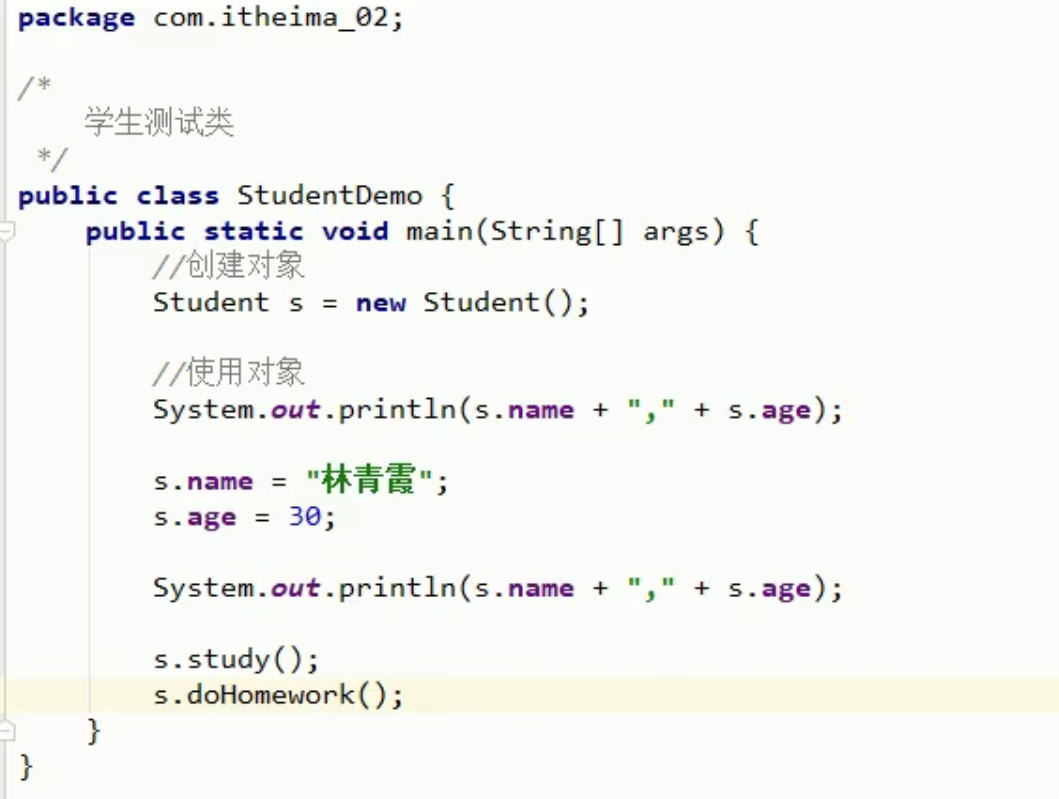 package com.itheima_02;
/*
学生测试类
*/
public class StudentDemo {
public static void main(String[] args) {
//创建对象
Student s = new Student();
//使用对象
System.out.println(s.name + "," + s.age);
s.name = "林青霞";
s.age = 30;
System.out.println(s.name + "," + s.age);
s.study();
s.doHomework();
}
}